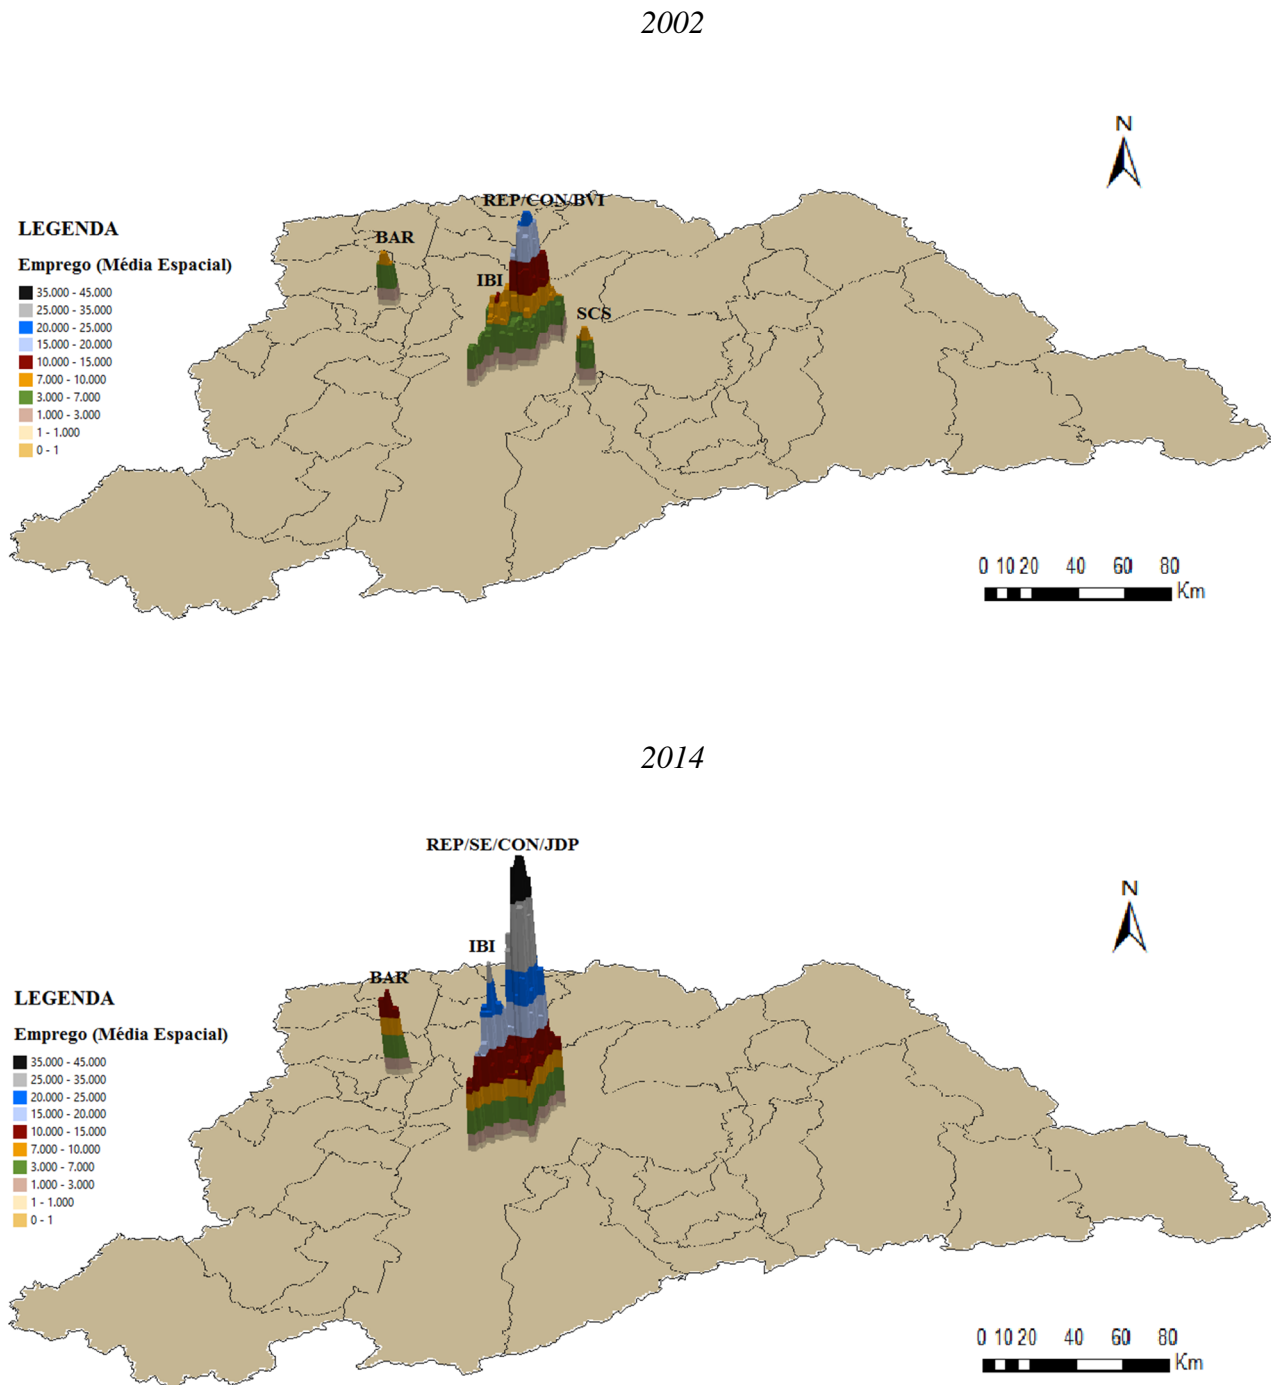 2002
N
REP/CON/BVI
LEGENDA
BAR
Emprego (Média Espacial)
IBI
35.000 - 45.000
25.000 - 35.000
20.000 - 25.000
15.000 - 20.000
10.000 - 15.000
7.000 - 10.000
3.000 - 7.000
1.000 - 3.000
1 - 1.000
0 - 1
SCS
0 10 20 40 60 80
Km
2014
REP/SE/CON/JDP
N
IBI
BAR
LEGENDA
Emprego (Média Espacial)
35.000 - 45.000
25.000 - 35.000
20.000 - 25.000
15.000 - 20.000
10.000 - 15.000
7.000 - 10.000
3.000 - 7.000
1.000 - 3.000
1 - 1.000
0 - 1
0 10 20 40 60 80
Km